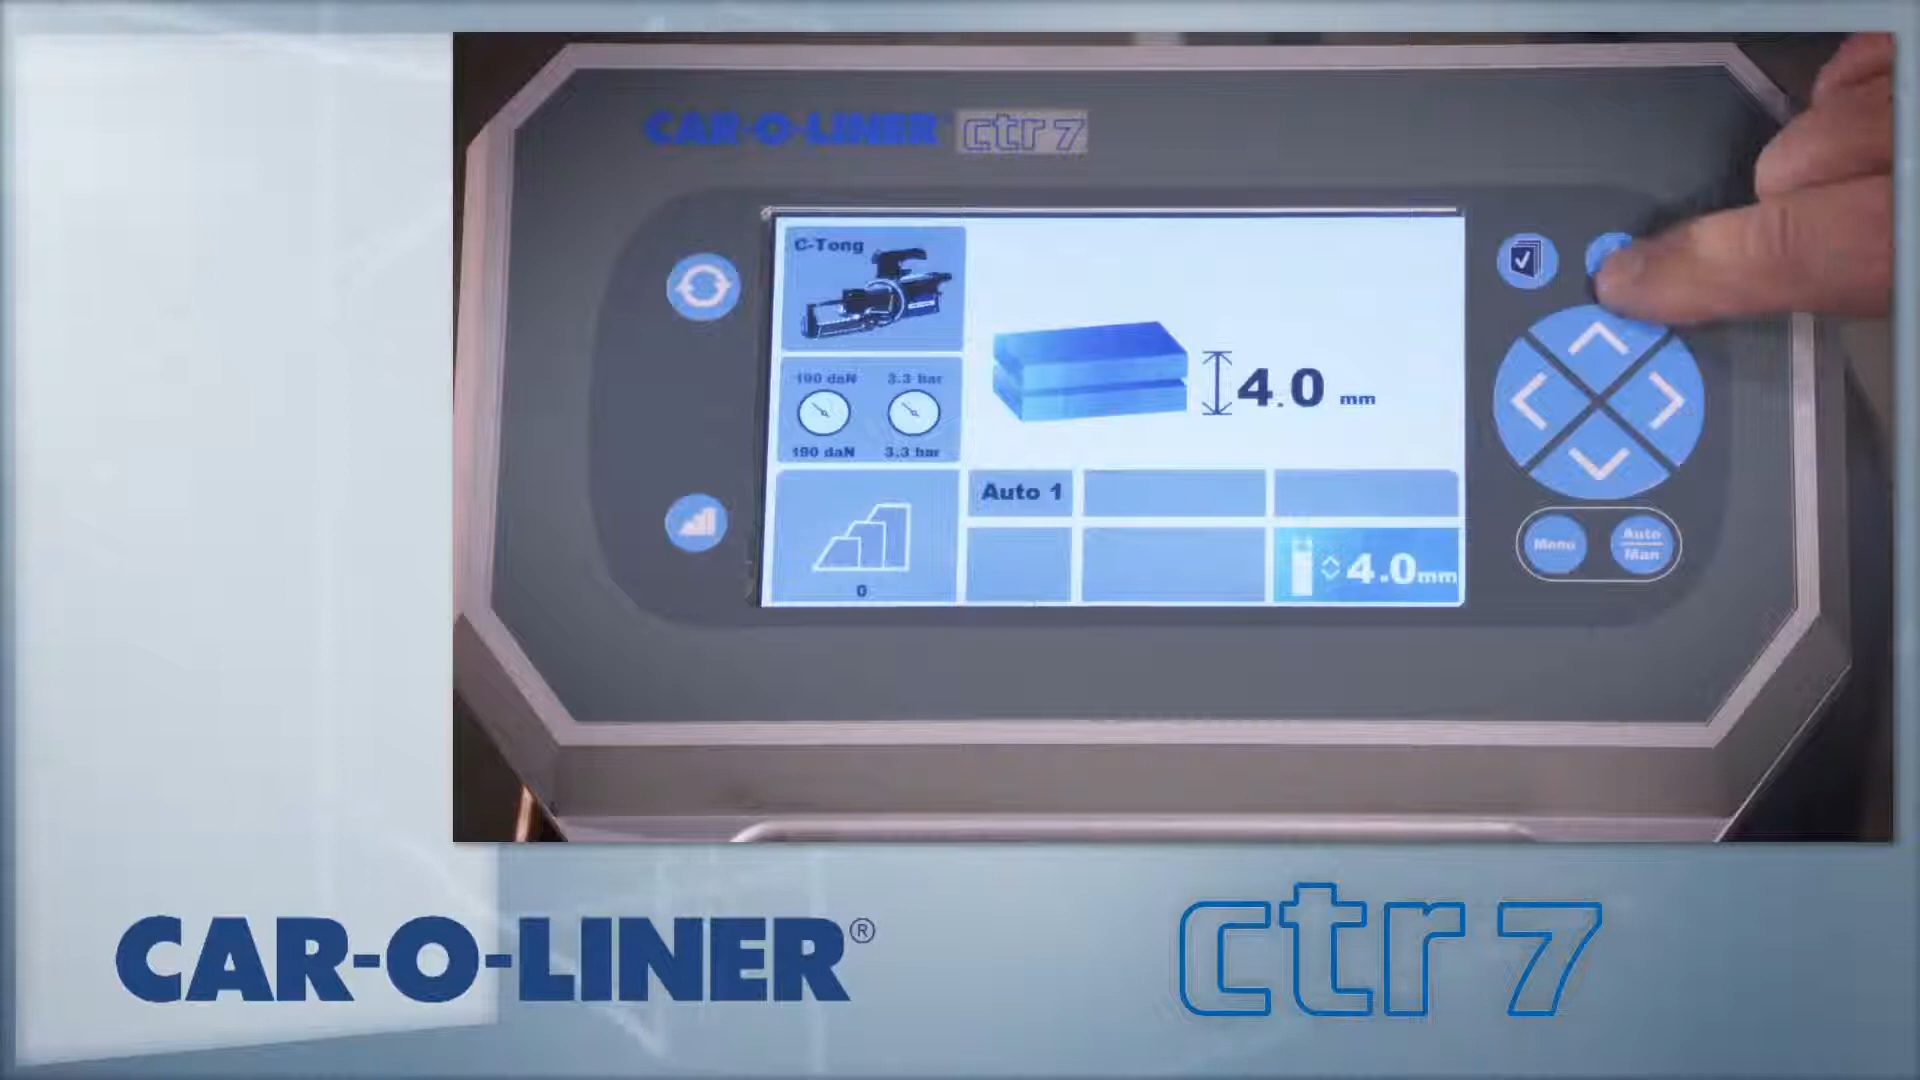 CAR-O-LINER ctr 7
C-Tong
190 daN 3.3 bar
190 daN 3.3 bar
4.0 mm
Auto 1
0
4.0mm
Menu
Auto
Man
CAR-O-LINER®
ctr 7